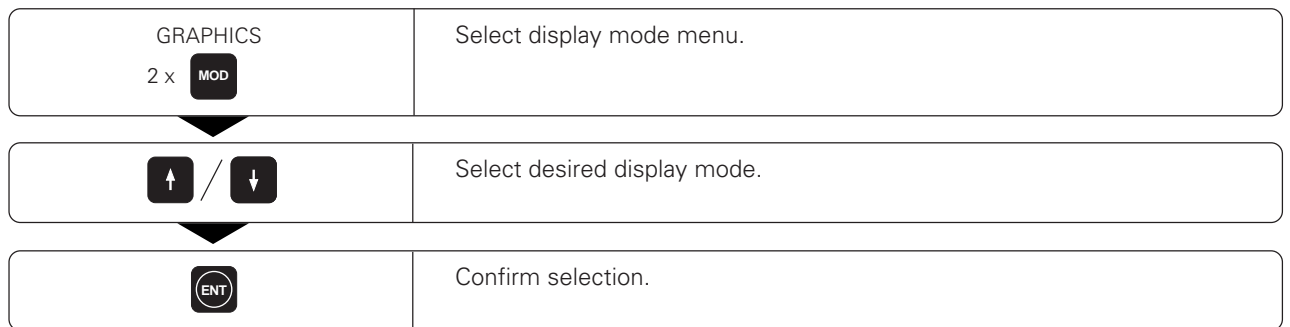 GRAPHICS
2 x MOD
Select display mode menu.
/
Select desired display mode.
ENT
Confirm selection.